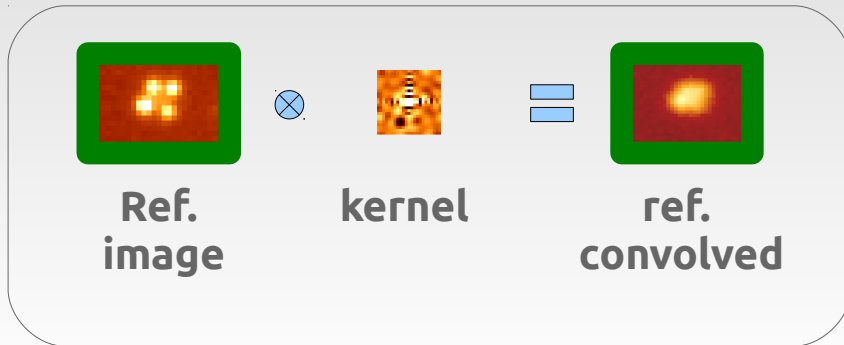 Ref.
image
kernel
ref.
convolved